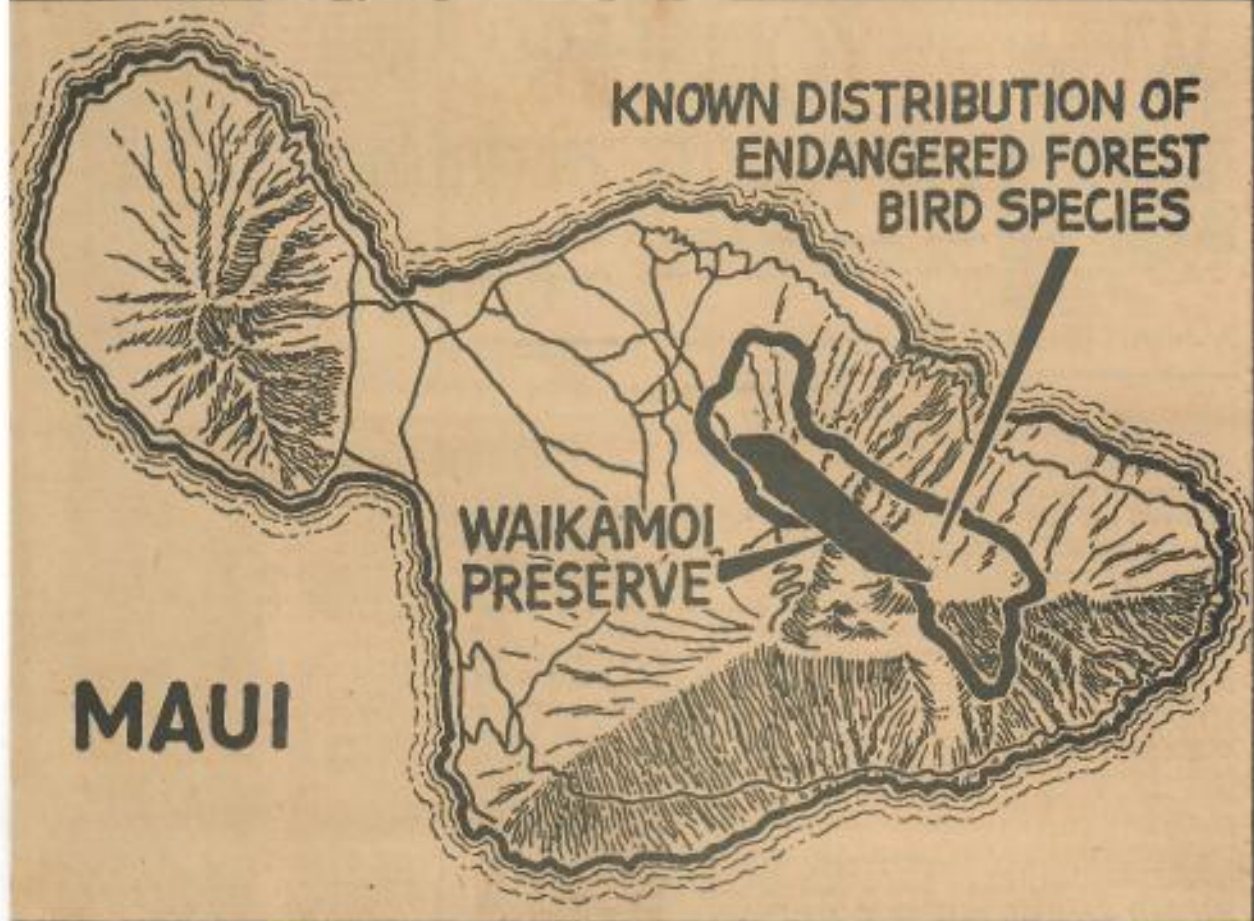 KNOWN DISTRIBUTION OF
ENDANGERED FOREST
BIRD SPECIES
WAIKAMOI
PRESERVE
MAUI